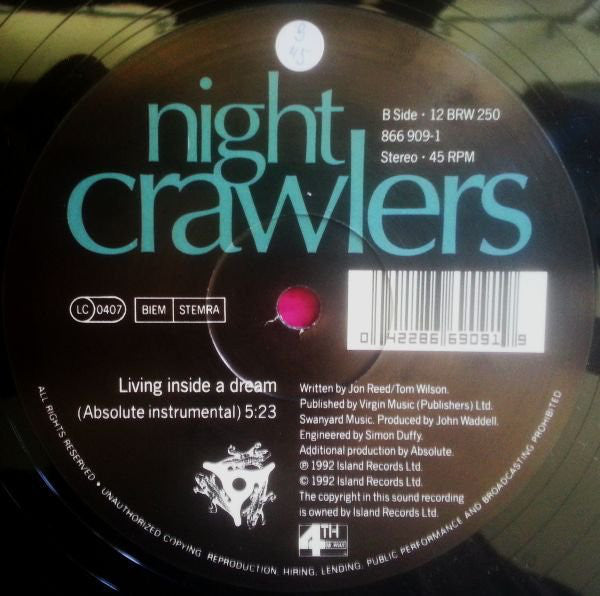 9
45
night
crawlers
B Side · 12 BRW 250
866 909-1
Stereo · 45 RPM
LC 0407
BIEM STEMRA
0 42286 69091 9
Living inside a dream
(Absolute instrumental) 5:23
Written by Jon Reed/Tom Wilson.
Published by Virgin Music (Publishers) Ltd.
Swanyard Music. Produced by John Waddell.
Engineered by Simon Duffy.
Additional production by Absolute.
℗ 1992 Island Records Ltd.
© 1992 Island Records Ltd.
The copyright in this sound recording
is owned by Island Records Ltd.
4TH
ALL RIGHTS RESERVED • UNAUTHORIZED COPYING, REPRODUCTION, HIRING, LENDING, PUBLIC PERFORMANCE AND BROADCASTING PROHIBITED